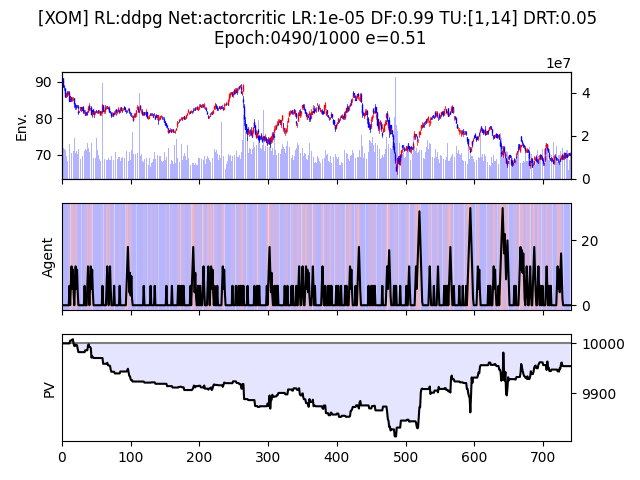 [XOM] RL:ddpg Net:actorcritic LR:1e-05 DF:0.99 TU:[1,14] DRT:0.05
Epoch:0490/1000 e=0.51
1e7
90
80
70
Env.
4
2
0
Agent
20
0
PV
10000
9900
0 100 200 300 400 500 600 700